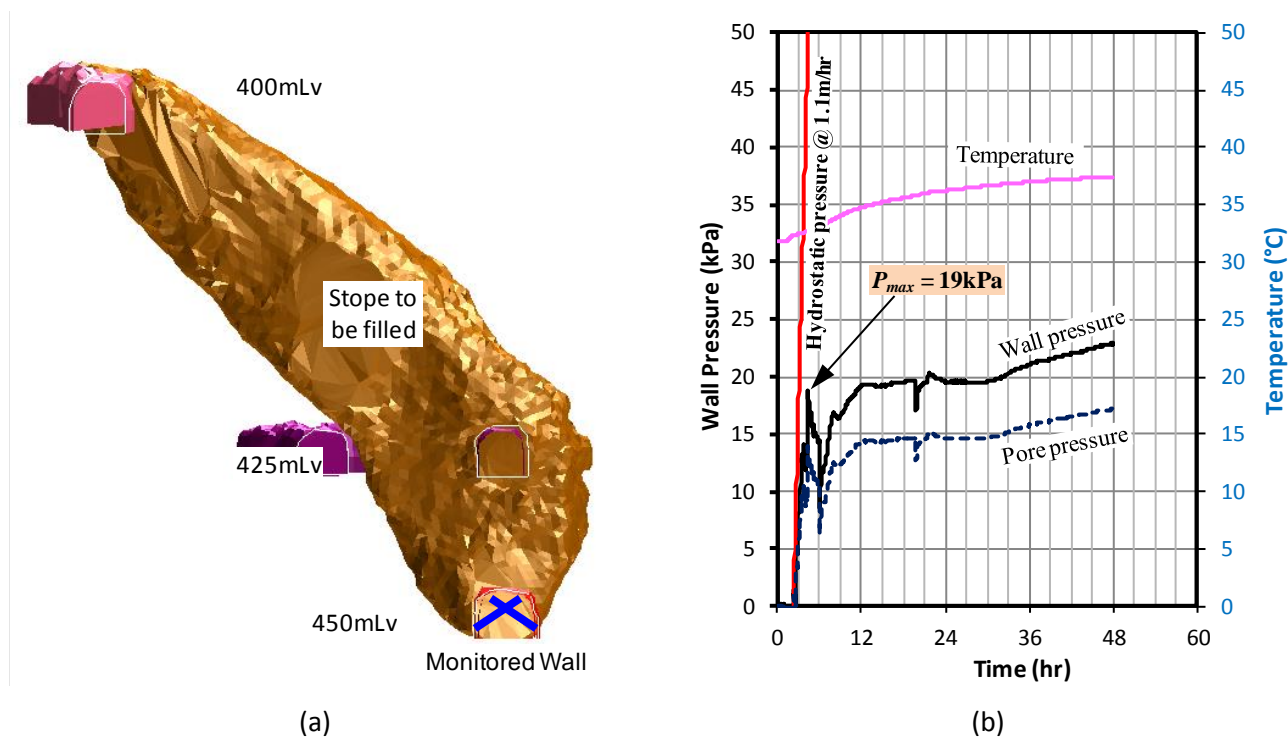 400mLv
Stope to
be filled
425mLv
450mLv
Monitored Wall
(a)
50
45
40
35
30
25
20
15
10
5
0
Wall Pressure (kPa)
Hydrostatic pressure @ 1.1m/hr
Temperature
Pmax = 19kPa
Wall pressure
Pore pressure
50
45
40
35
30
25
20
15
10
5
0
Temperature (°C)
0 12 24 36 48 60
Time (hr)
(b)